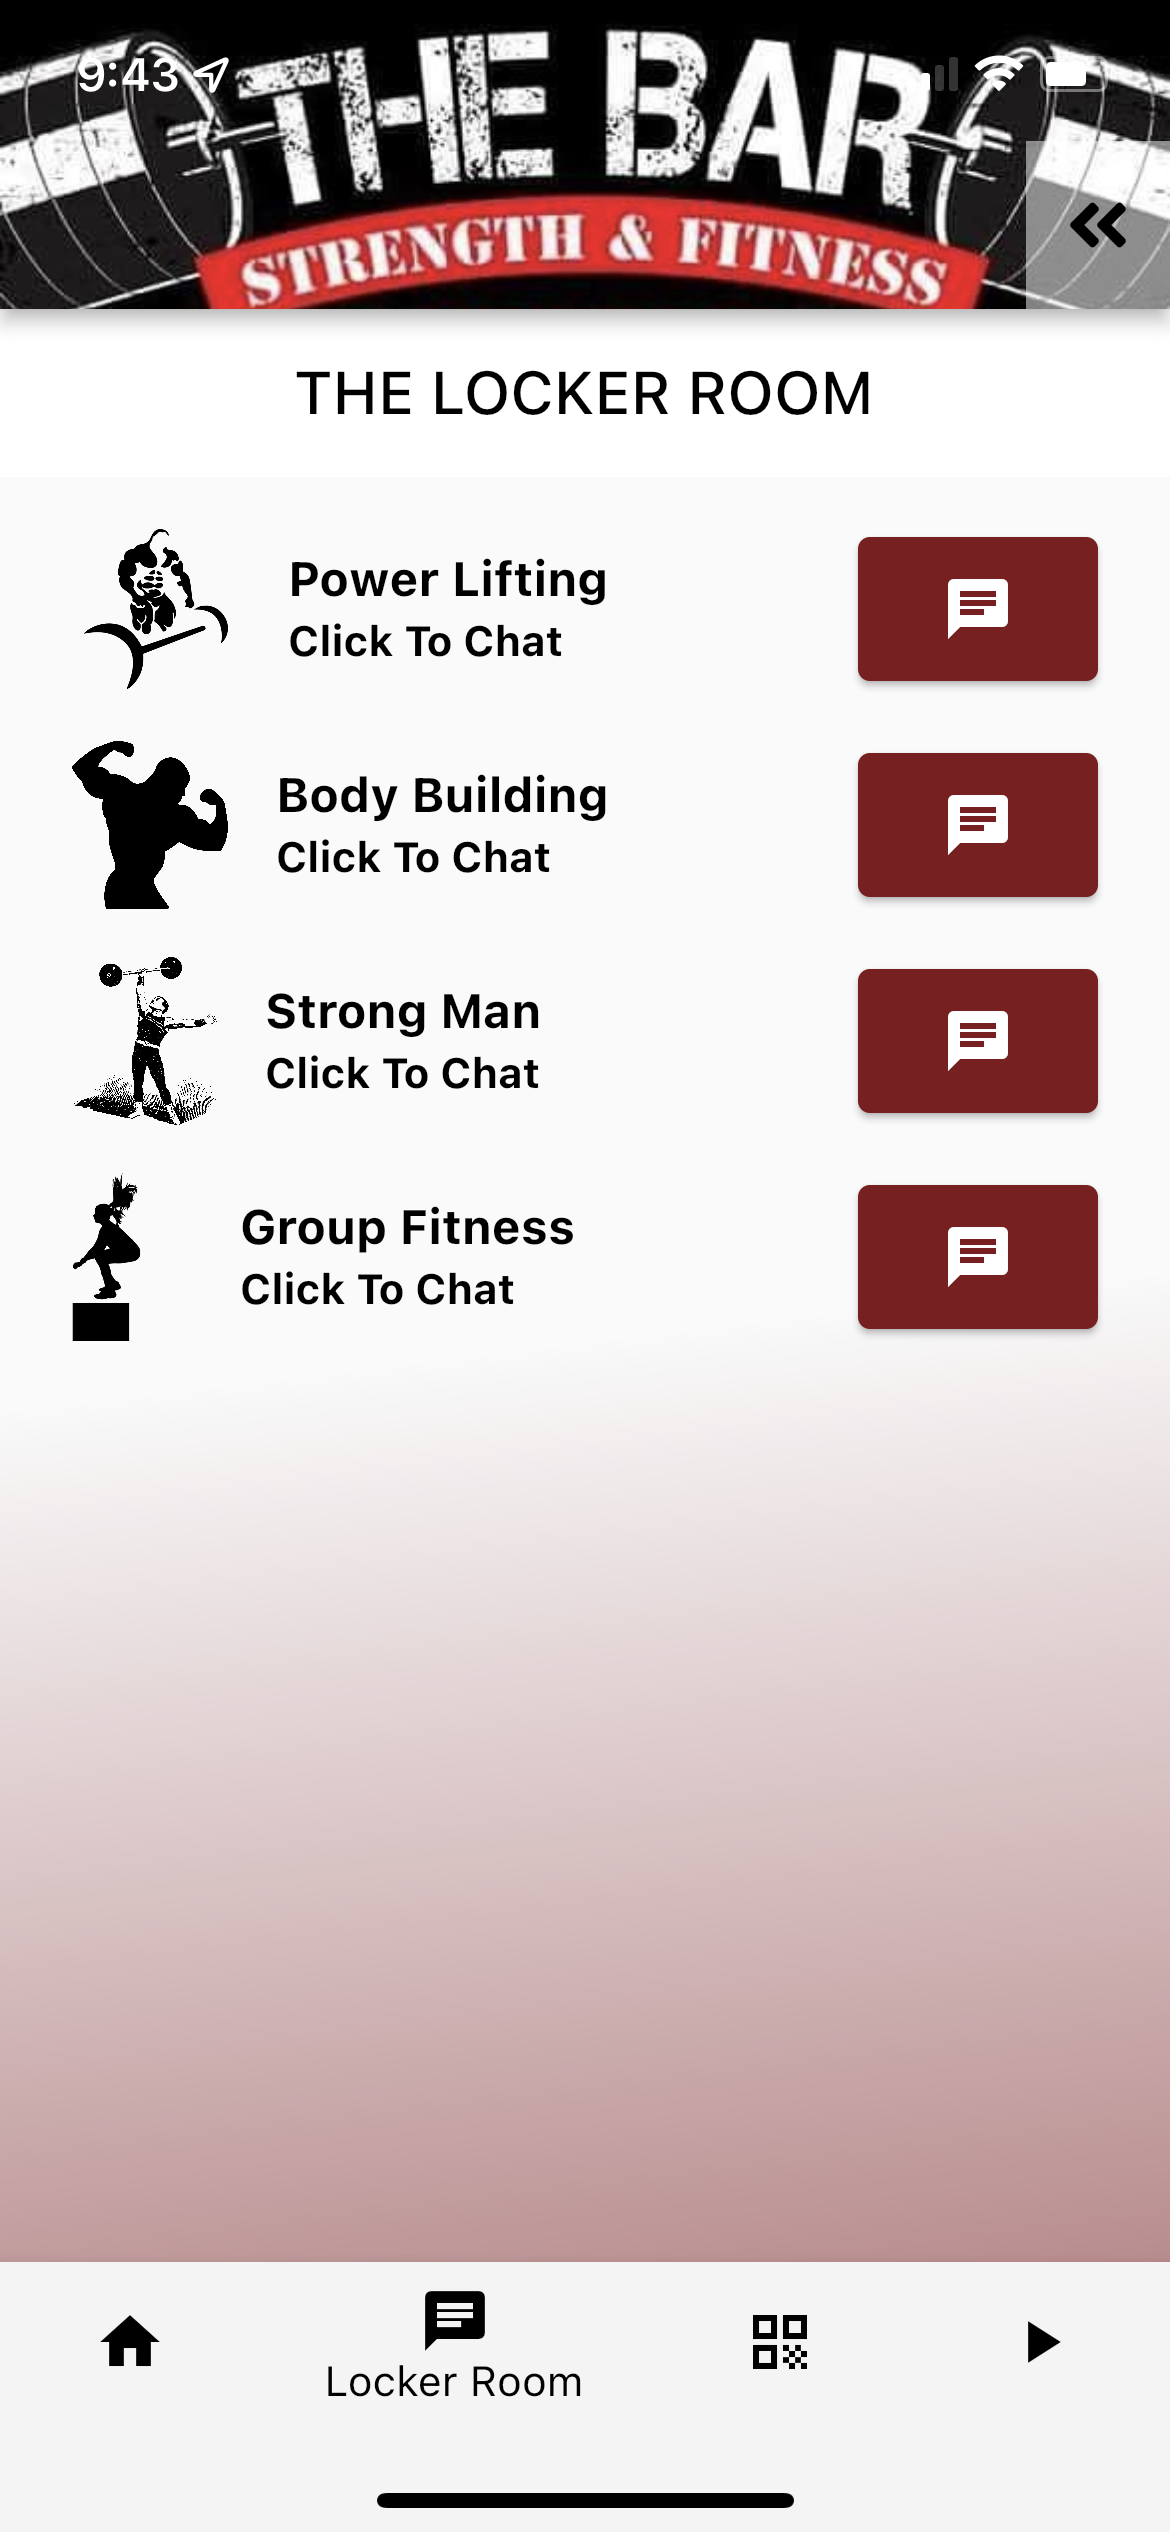 9:43
THE BAR
STRENGTH & FITNESS
THE LOCKER ROOM
Power Lifting
Click To Chat
Body Building
Click To Chat
Strong Man
Click To Chat
Group Fitness
Click To Chat
Locker Room